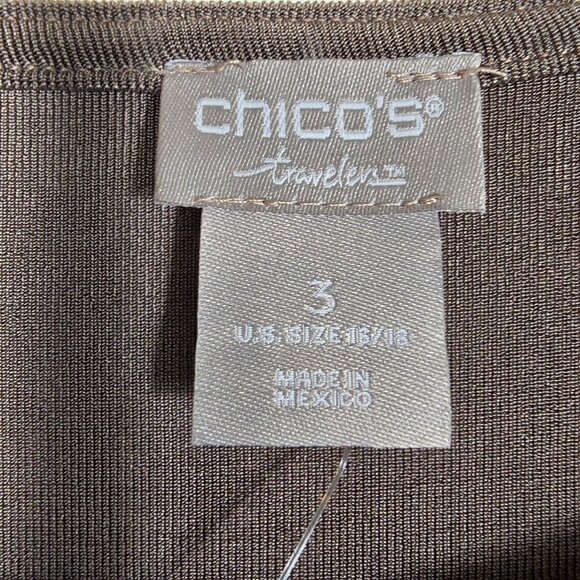 chico's®
travelers™
3
U.S. SIZE 16/18
MADE IN
MEXICO